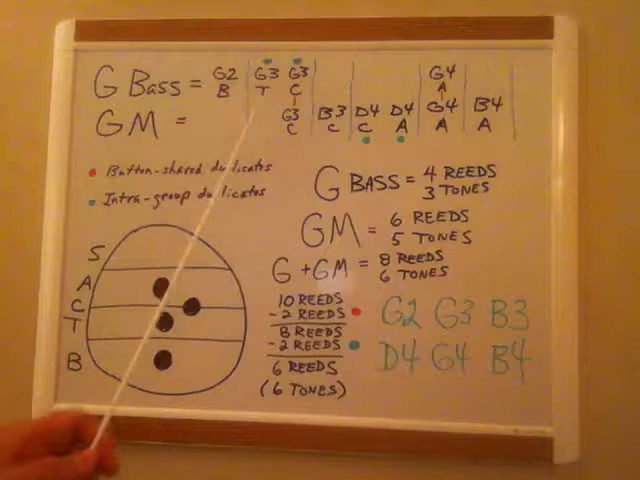 G Bass = G2 G3 G3 G4
B T C A
GM = G3 B3 D4 D4 G4 B4
C C C A A A
Button-shared duplicates
Intra-group duplicates
G BASS = 4 REEDS
3 TONES
GM = 6 REEDS
5 TONES
G + GM = 8 REEDS
6 TONES
S
A
C
T
B
10 REEDS
- 2 REEDS
8 REEDS
- 2 REEDS
6 REEDS
(6 TONES)
G2 G3 B3
D4 G4 B4